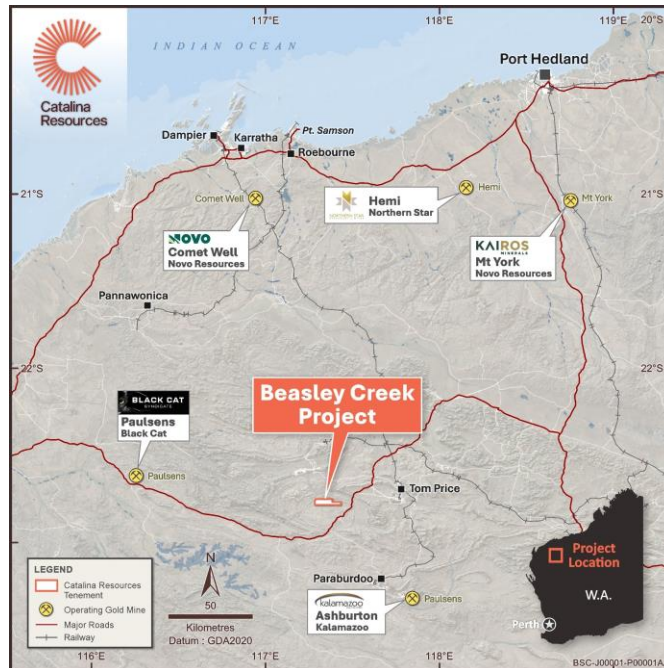 117°E
118°E
119°E
INDIAN OCEAN
Catalina
Resources
Port Hedland
Dampier
Karratha
Pt. Samson
Roebourne
21°S
21°S
Comet Well
NOVO
Comet Well
Novo Resources
Hemi
Northern Star
Hemi
Mt York
KAIROS
MINERALS
Mt York
Novo Resources
Pannawonica
22°S
22°S
BLACK CAT
SYNDICATE
Paulsens
Black Cat
Paulsens
Beasley Creek
Project
Tom Price
LEGEND
Catalina Resources
Tenement
Operating Gold Mine
Major Roads
Railway
N
50
Kilometres
Datum : GDA2020
Paraburdoo
kalamazoo
Ashburton
Kalamazoo
Paulsens
Project
Location
W.A.
Perth
116°E
117°E
118°E
BSC-J00001-P00001A